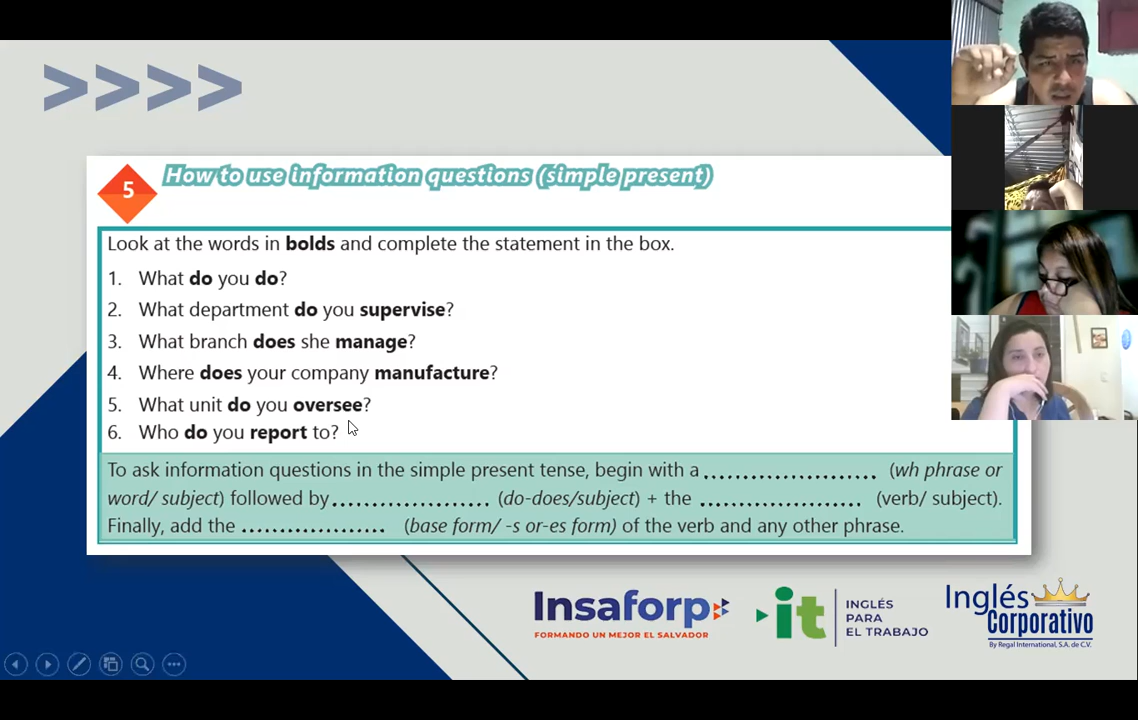 >>>>
5
How to use information questions (simple present)
Look at the words in bolds and complete the statement in the box.
1. What do you do?
2. What department do you supervise?
3. What branch does she manage?
4. Where does your company manufacture?
5. What unit do you oversee?
6. Who do you report to?
To ask information questions in the simple present tense, begin with a ........................ (wh phrase or
word/ subject) followed by ...................... (do-does/subject) + the ...................... (verb/ subject).
Finally, add the .................... (base form/ -s or-es form) of the verb and any other phrase.
Insaforp
FORMANDO UN MEJOR EL SALVADOR
it
INGLÉS
PARA
EL TRABAJO
Inglés
Corporativo
By Regal International, S.A. de C.V.